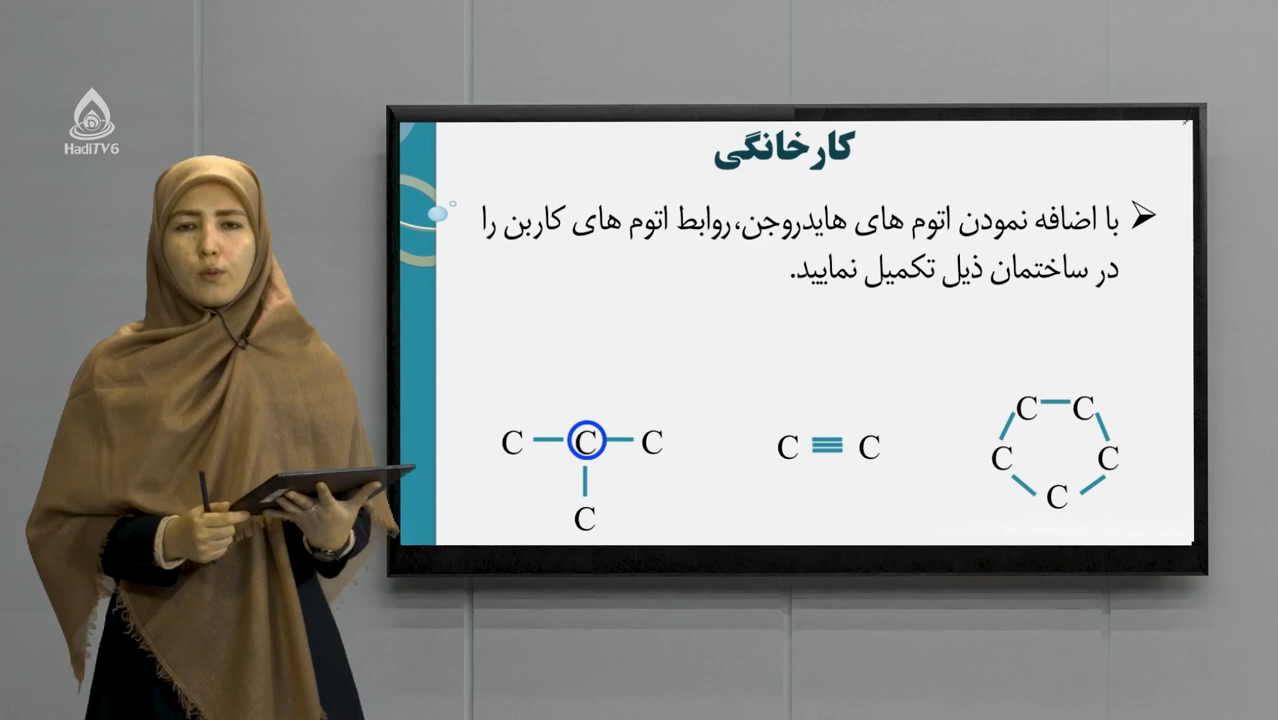 HadiTV6
کارخانگی
با اضافه نمودن اتوم های هایدروجن،روابط اتوم های کاربن را
در ساختمان ذیل تکمیل نمایید.
C C C
C
C ≡ C
C C
C C
C